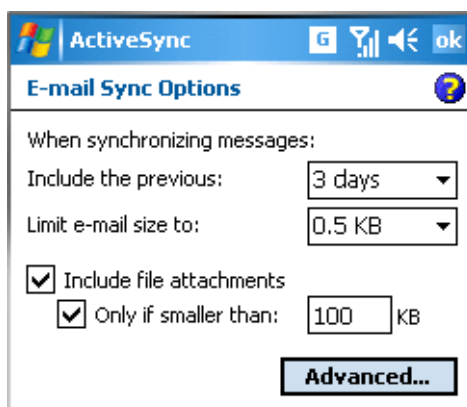 ActiveSync G ok
E-mail Sync Options ?
When synchronizing messages:
Include the previous: 3 days
Limit e-mail size to: 0.5 KB
Include file attachments
Only if smaller than: 100 KB
Advanced...